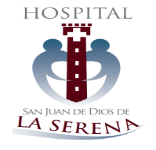 HOSPITAL
SAN JUAN DE DIOS DE
LA SERENA